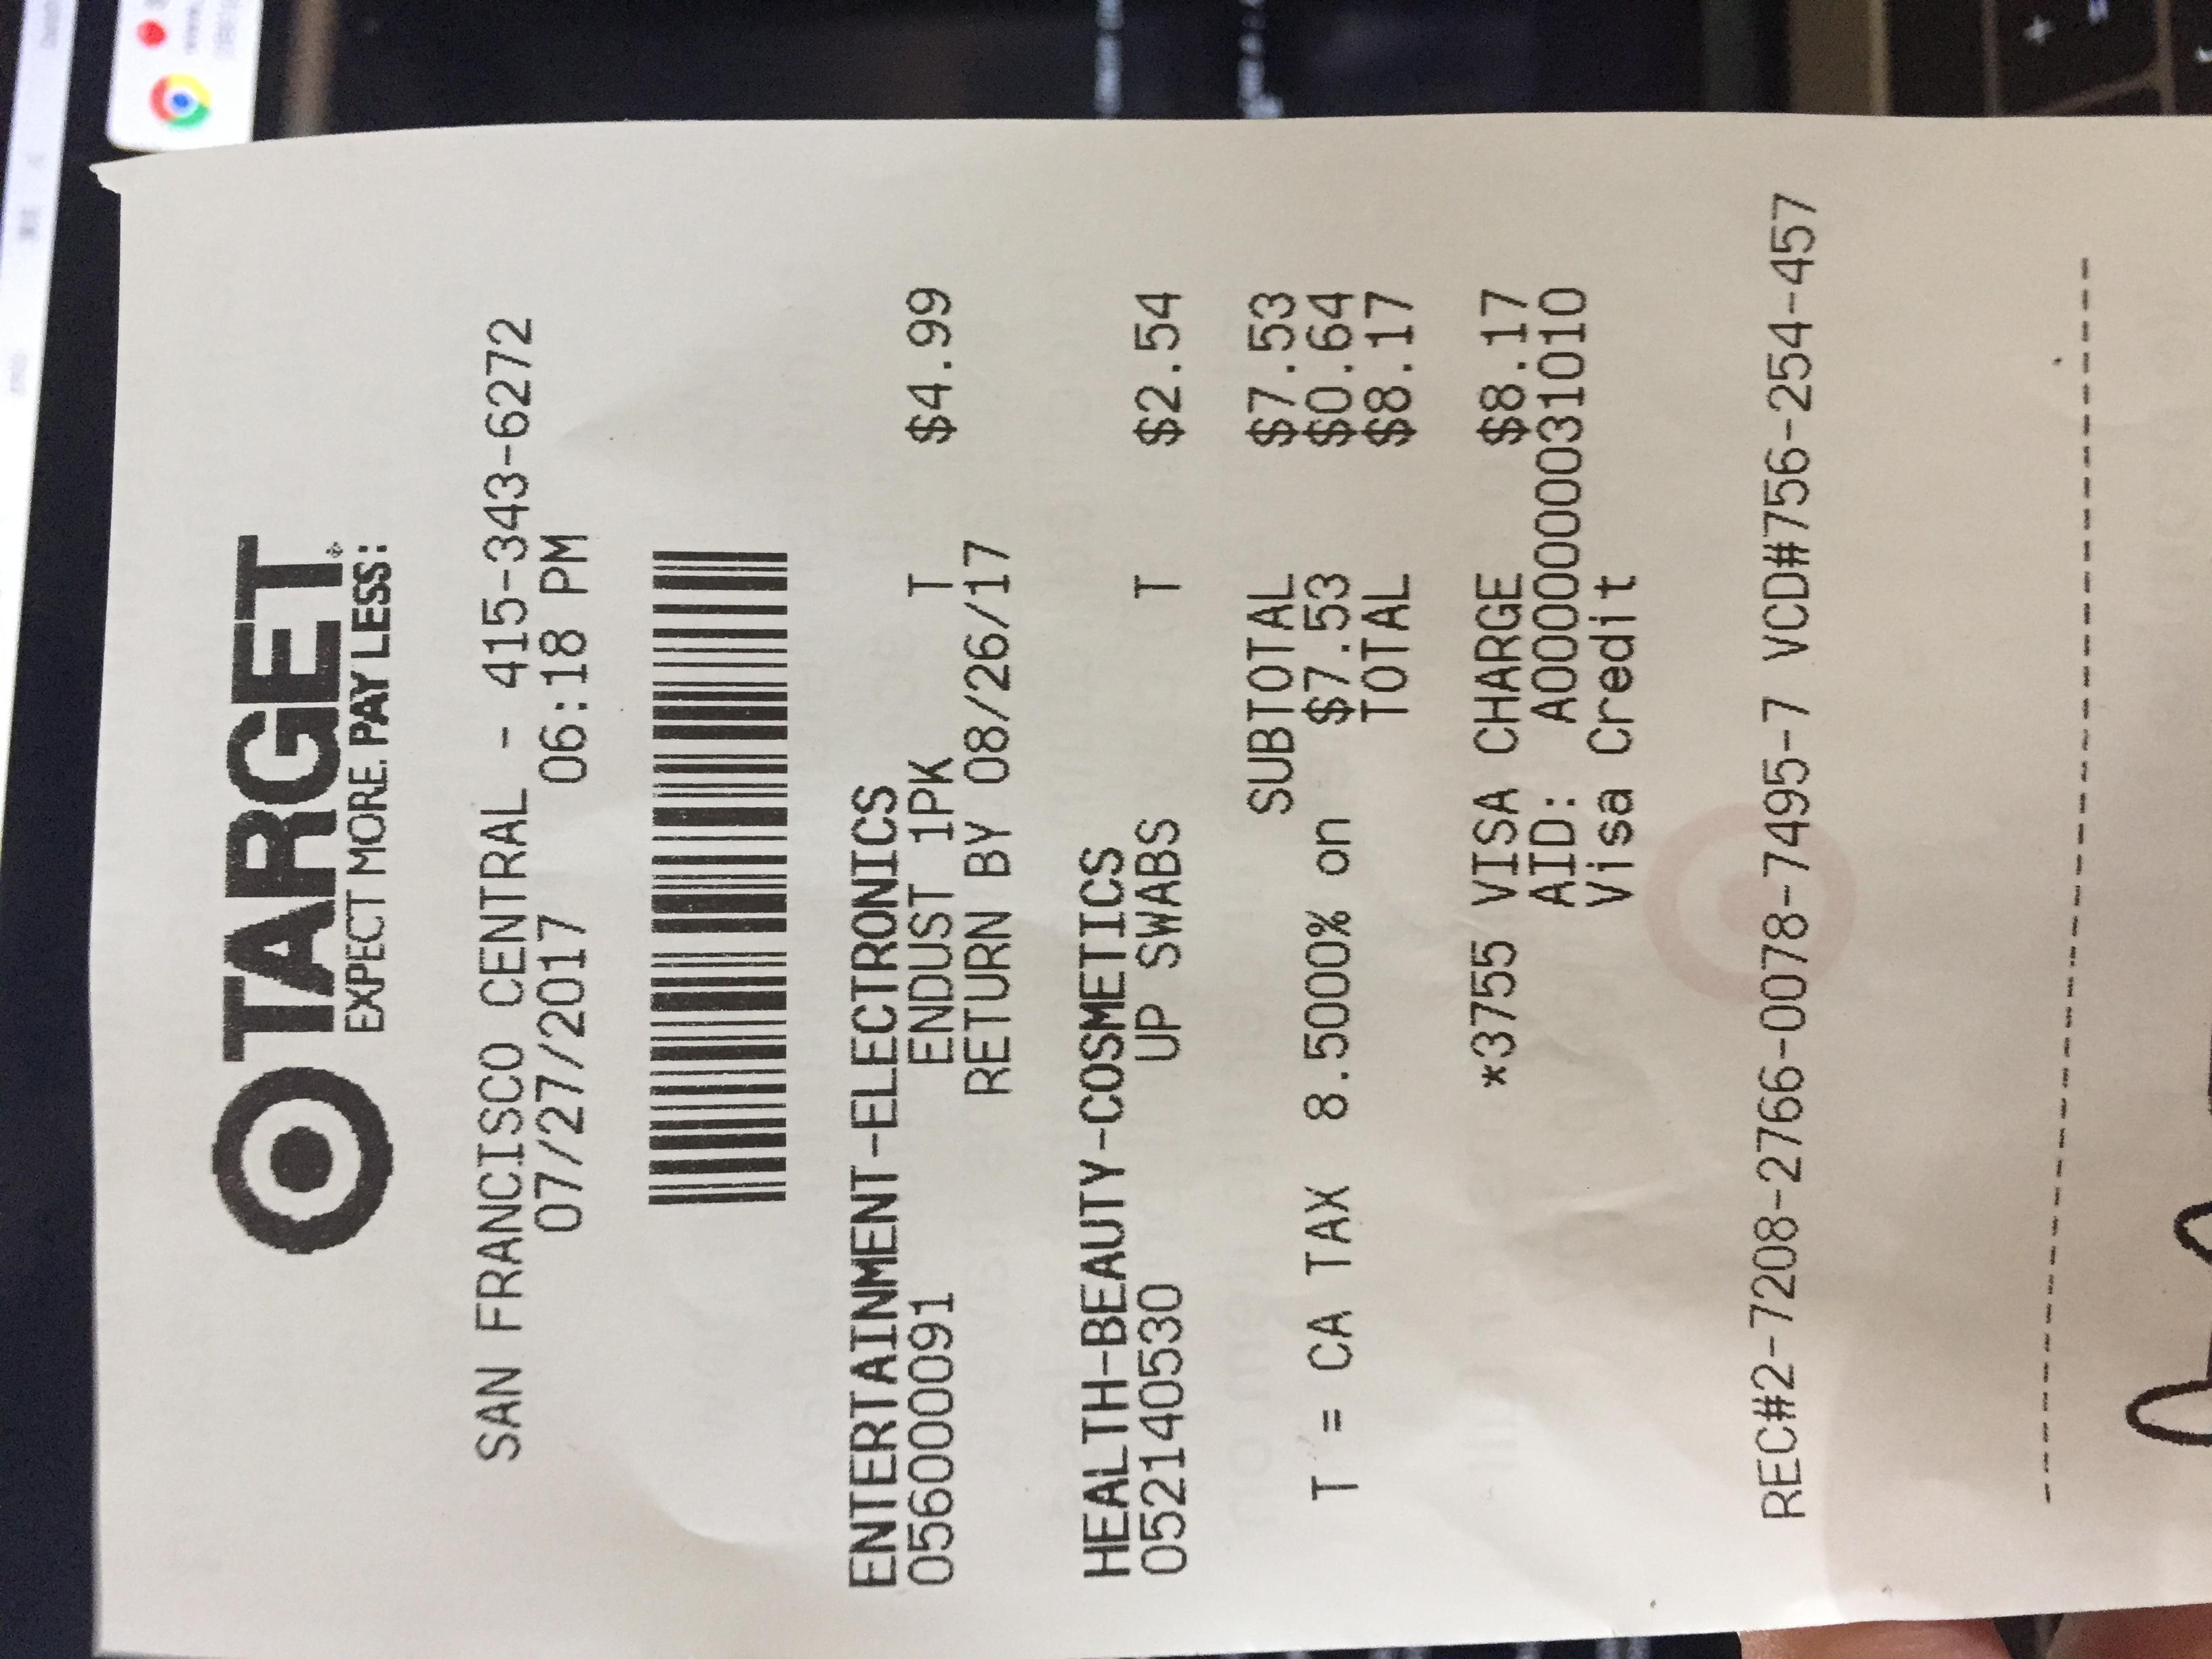 TARGET
EXPECT MORE. PAY LESS:
SAN FRANCISCO CENTRAL - 415-343-6272
07/27/2017 06:18 PM
ENTERTAINMENT-ELECTRONICS
056000091 ENDUST 1PK T $4.99
RETURN BY 08/26/17
HEALTH-BEAUTY-COSMETICS
052140530 UP SWABS T $2.54
SUBTOTAL $7.53
T = CA TAX 8.5000% on $7.53 $0.64
TOTAL $8.17
*3755 VISA CHARGE $8.17
AID: A0000000031010
Visa Credit
REC#2-7208-2766-0078-7495-7 VCD#756-254-457